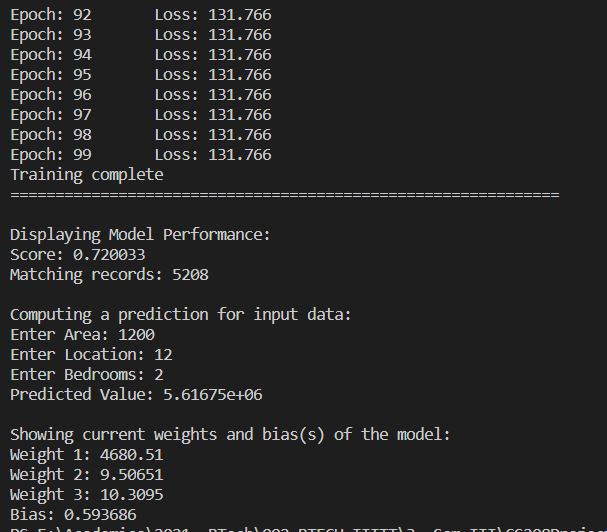 Epoch: 92 Loss: 131.766
Epoch: 93 Loss: 131.766
Epoch: 94 Loss: 131.766
Epoch: 95 Loss: 131.766
Epoch: 96 Loss: 131.766
Epoch: 97 Loss: 131.766
Epoch: 98 Loss: 131.766
Epoch: 99 Loss: 131.766
Training complete
=============================================================
Displaying Model Performance:
Score: 0.720033
Matching records: 5208
Computing a prediction for input data:
Enter Area: 1200
Enter Location: 12
Enter Bedrooms: 2
Predicted Value: 5.61675e+06
Showing current weights and bias(s) of the model:
Weight 1: 4680.51
Weight 2: 9.50651
Weight 3: 10.3095
Bias: 0.593686